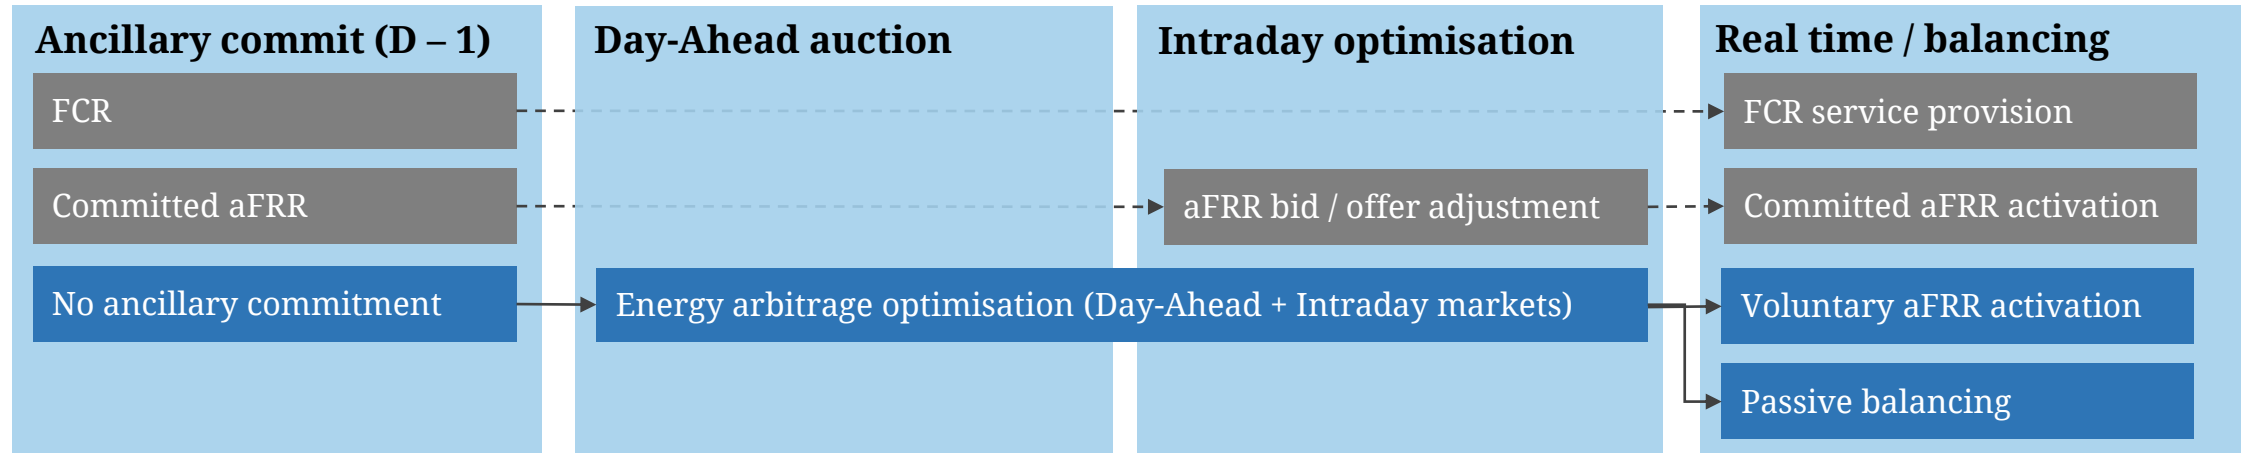 Ancillary commit (D – 1)
FCR
Committed aFRR
No ancillary commitment
Day-Ahead auction
Energy arbitrage optimisation (Day-Ahead + Intraday markets)
Intraday optimisation
aFRR bid / offer adjustment
Real time / balancing
FCR service provision
Committed aFRR activation
Voluntary aFRR activation
Passive balancing